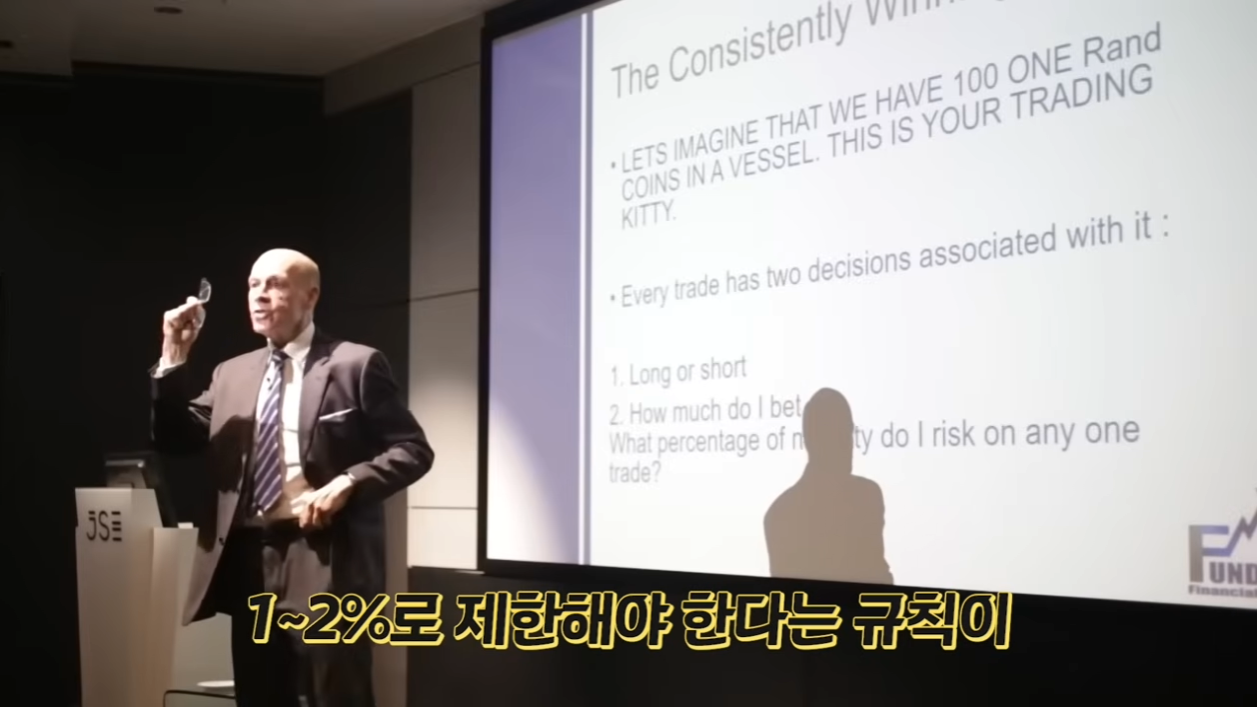 The Consistently
• LETS IMAGINE THAT WE HAVE 100 ONE Rand
COINS IN A VESSEL. THIS IS YOUR TRADING
KITTY.
• Every trade has two decisions associated with it :
1. Long or short
2. How much do I bet
What percentage of do I risk on any one
trade?
JSE
FUND
Financial
1~2%로 제한해야 한다는 규칙이